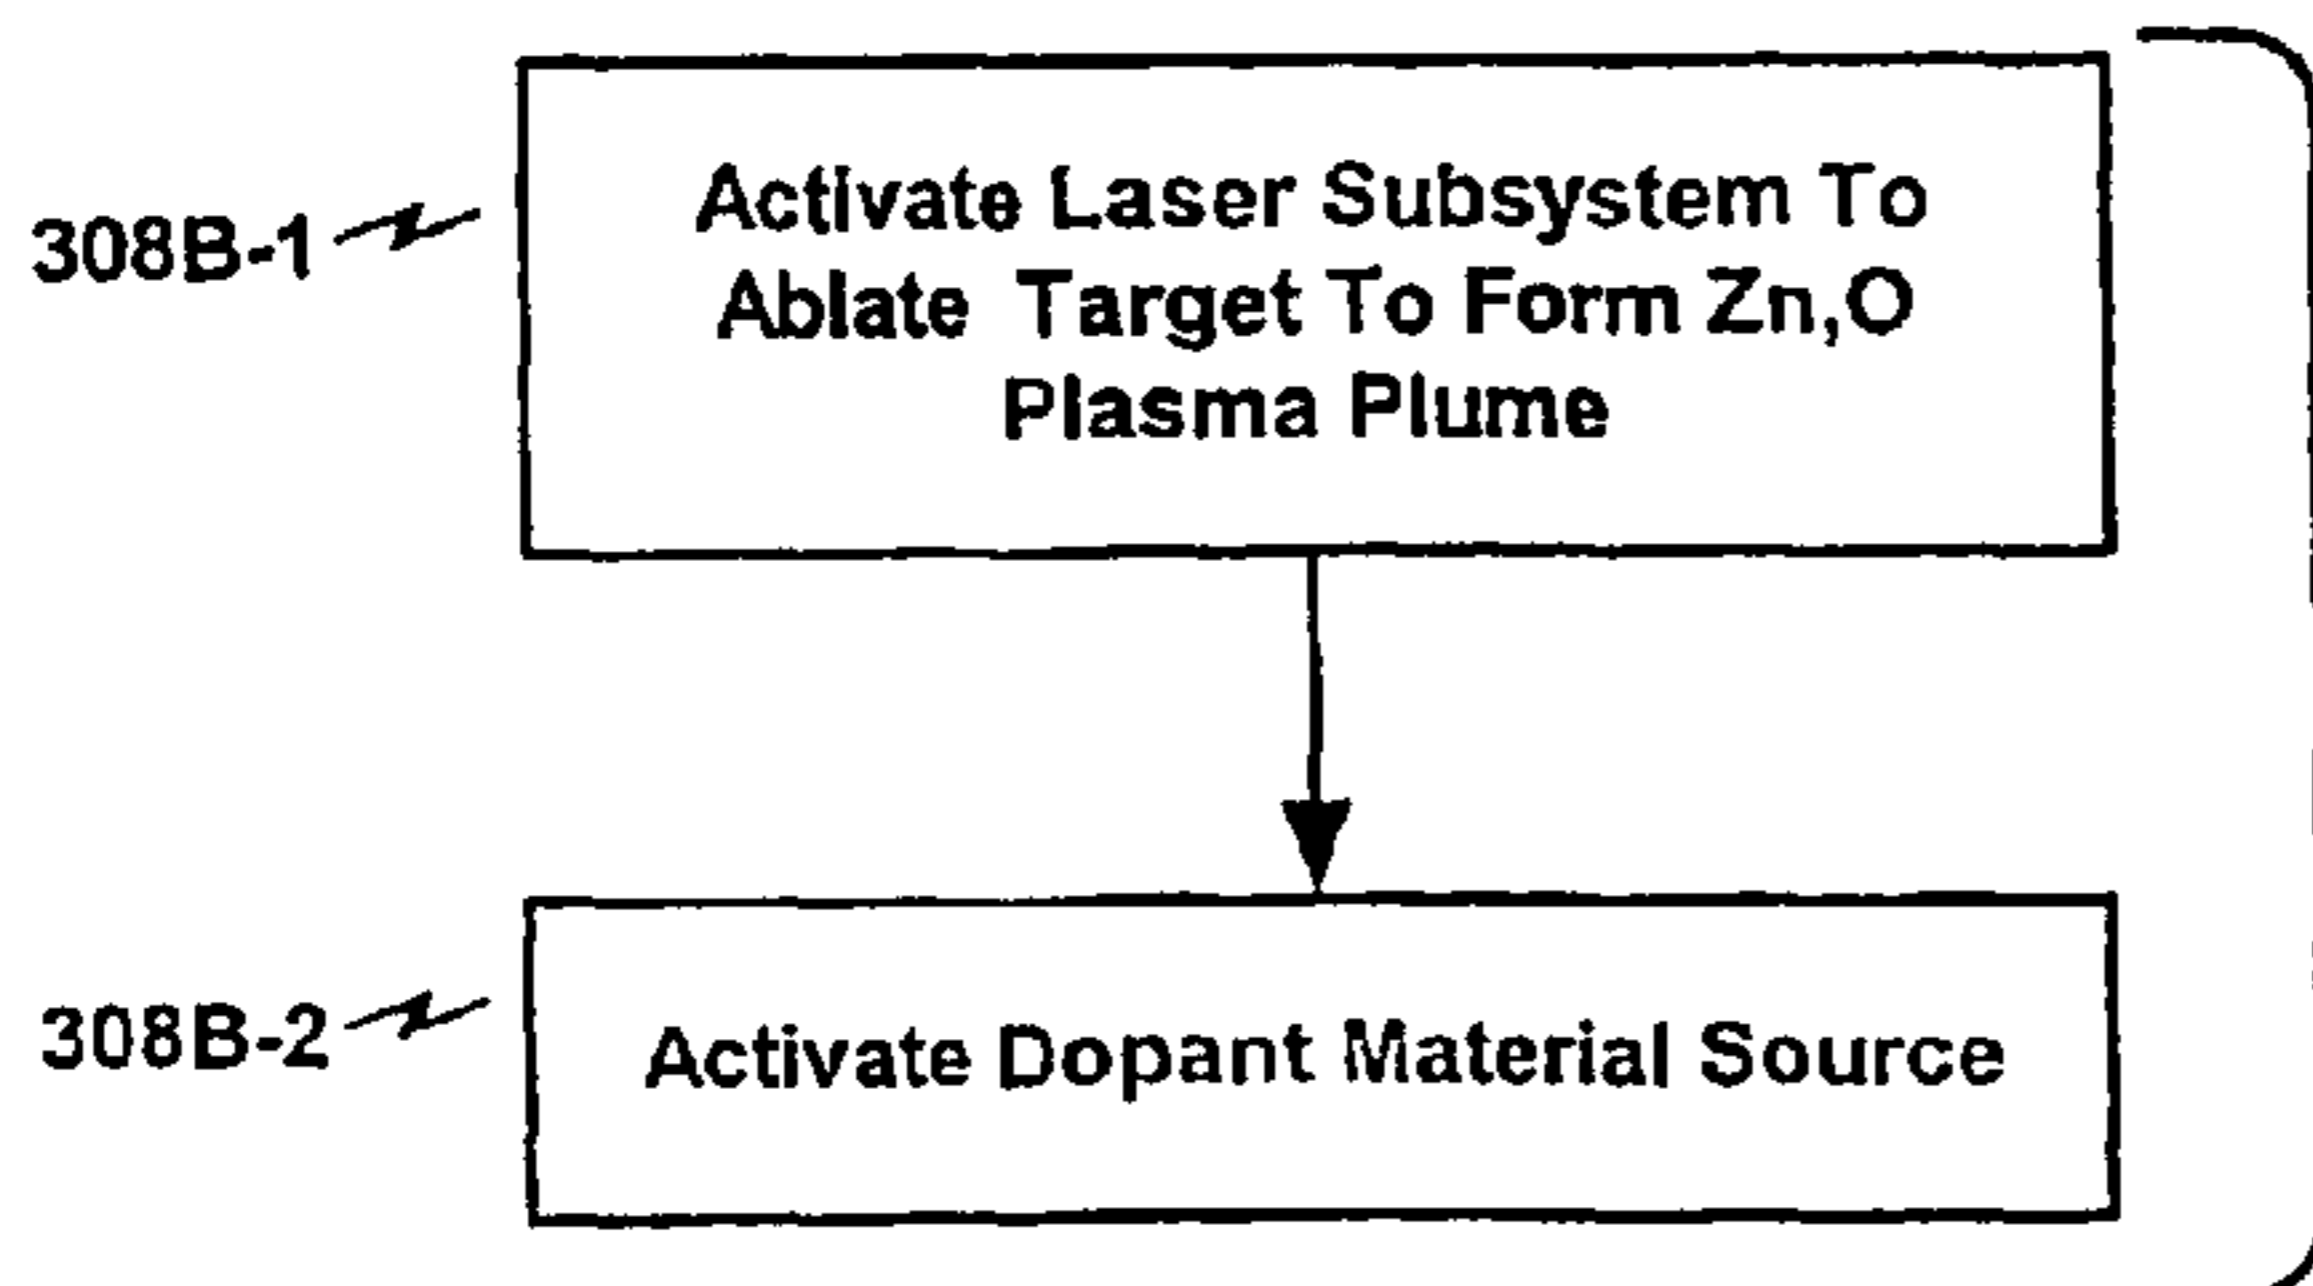 308B-1
Activate Laser Subsystem To
Ablate Target To Form Zn,O
Plasma Plume
308B-2
Activate Dopant Material Source